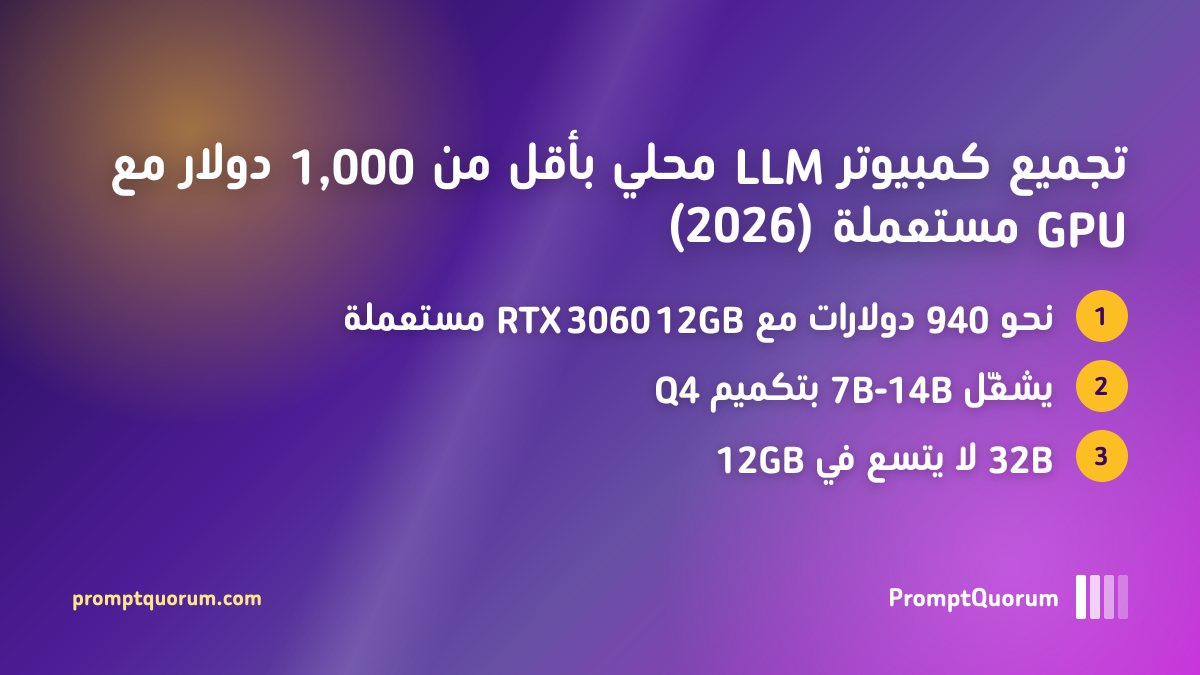 تجميع كمبيوتر LLM محلي بأقل من 1,000 دولار مع
GPU مستعملة (2026)
1 نحو 940 دولارات مع RTX 3060 12GB مستعملة
2 يشغّل 7B-14B بتكميم Q4
3 32B لا يتسع في 12GB
PromptQuorum
promptquorum.com